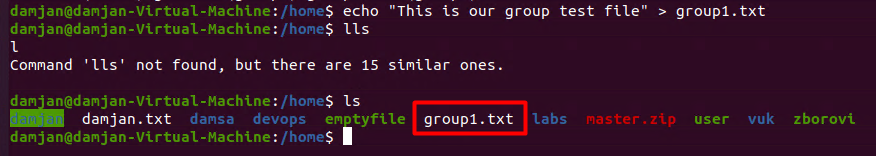 damjan@damjan-Virtual-Machine:/home$ echo "This is our group test file" > group1.txt
damjan@damjan-Virtual-Machine:/home$ lls
l
Command 'lls' not found, but there are 15 similar ones.
damjan@damjan-Virtual-Machine:/home$ ls
damjan damjan.txt damsa devops emptyfile group1.txt labs master.zip user vuk zborovi
damjan@damjan-Virtual-Machine:/home$